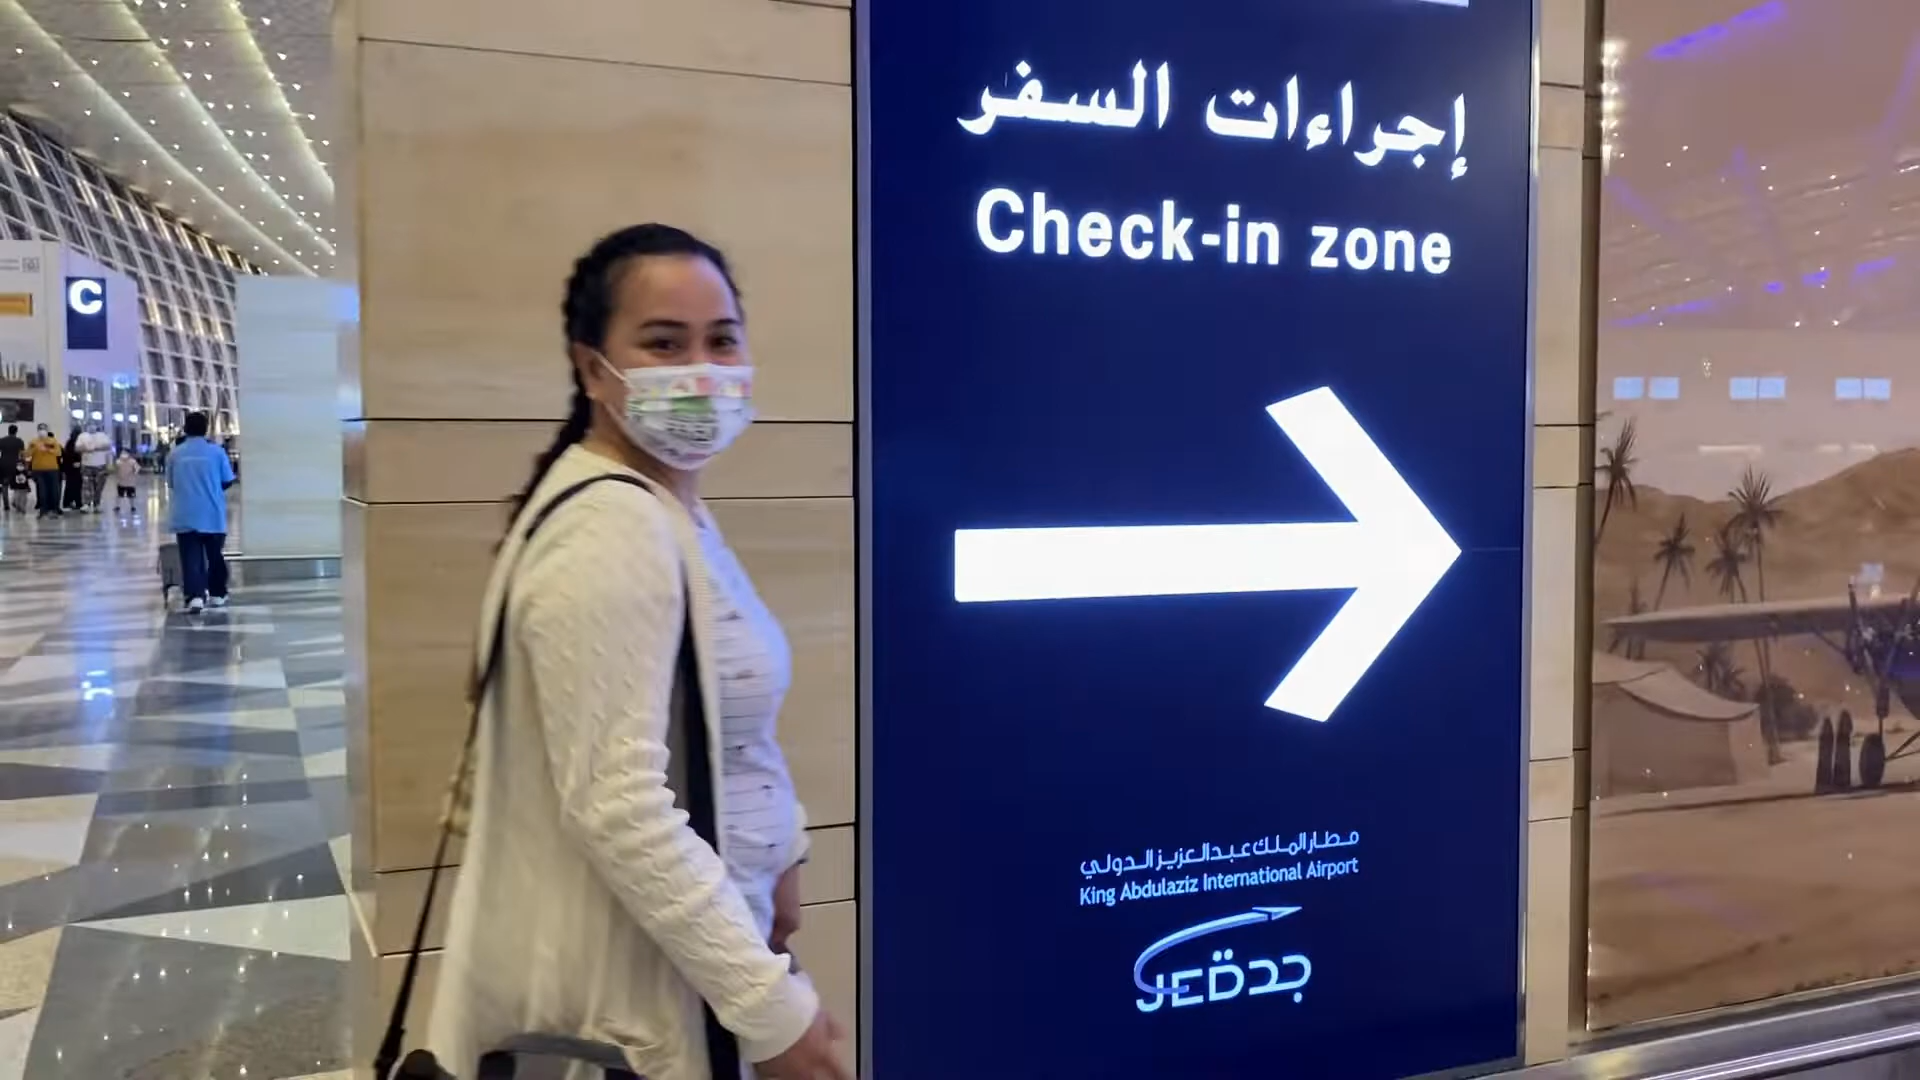 إجراءات السفر
Check-in zone
C
مطار الملك عبدالعزيز الدولي
King Abdulaziz International Airport
JED جدة